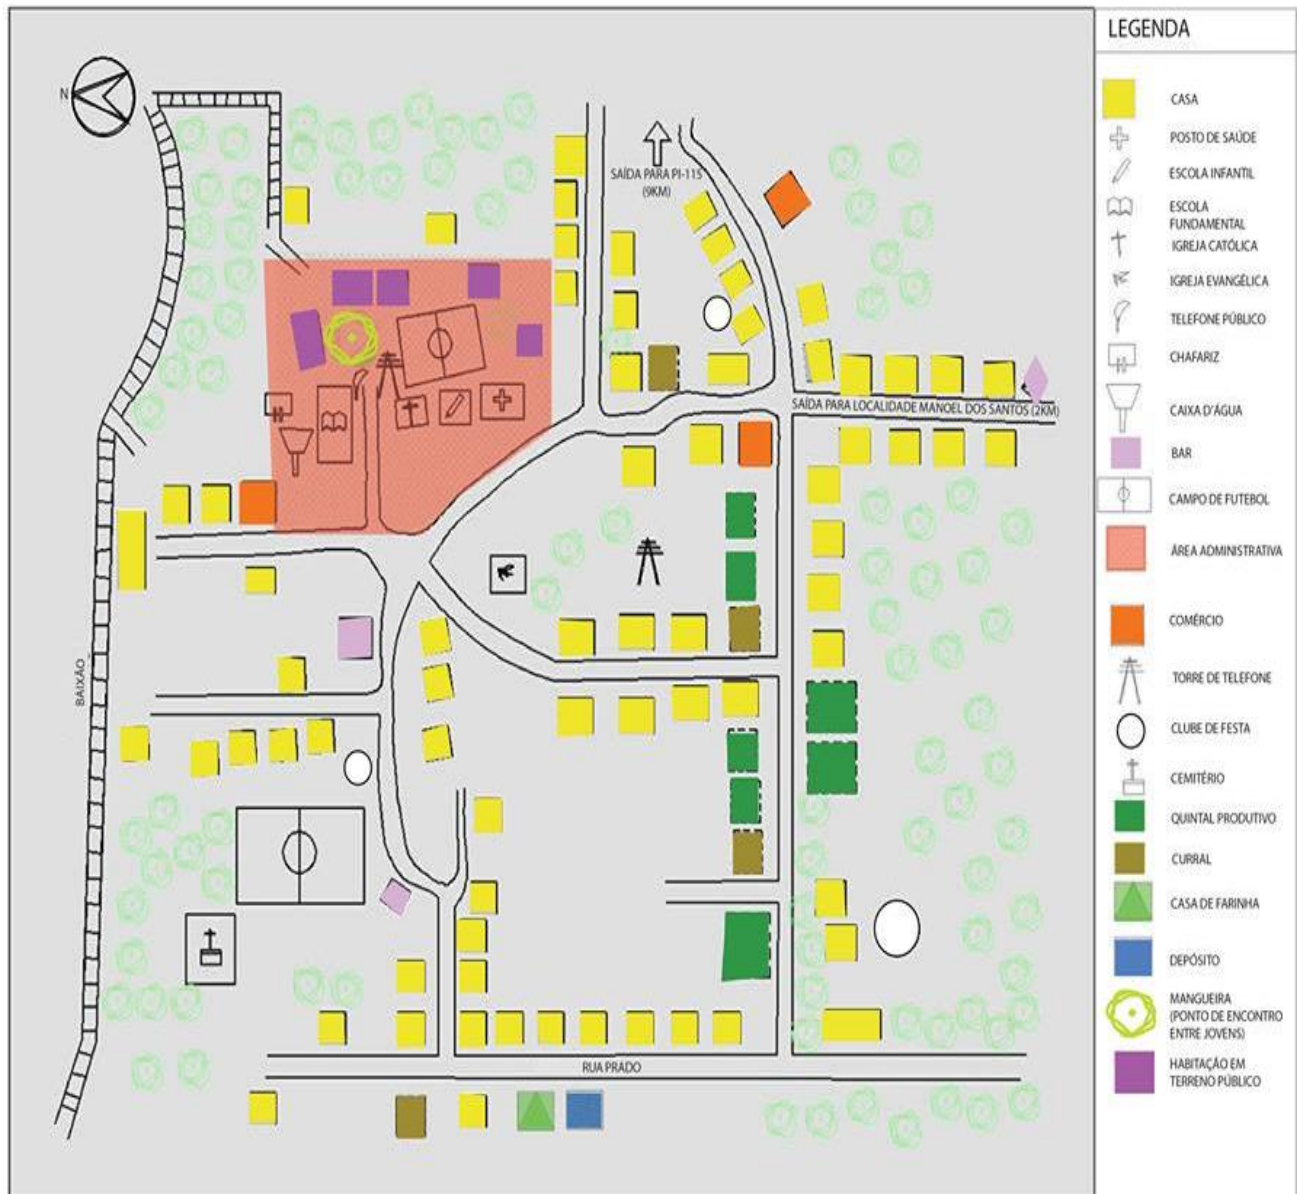 LEGENDA
N
CASA
POSTO DE SAÚDE
SAÍDA PARA PI-115
(9KM)
ESCOLA INFANTIL
ESCOLA
FUNDAMENTAL
IGREJA CATÓLICA
IGREJA EVANGÉLICA
TELEFONE PÚBLICO
CHAFARIZ
SAÍDA PARA LOCALIDADE MANOEL DOS SANTOS (2KM)
CAIXA D'ÁGUA
BAR
CAMPO DE FUTEBOL
ÁREA ADMINISTRATIVA
COMÉRCIO
BAIXÃO
TORRE DE TELEFONE
CLUBE DE FESTA
CEMITÉRIO
QUINTAL PRODUTIVO
CURRAL
CASA DE FARINHA
DEPÓSITO
MANGUEIRA
(PONTO DE ENCONTRO
ENTRE JOVENS)
RUA PRADO
HABITAÇÃO EM
TERRENO PÚBLICO